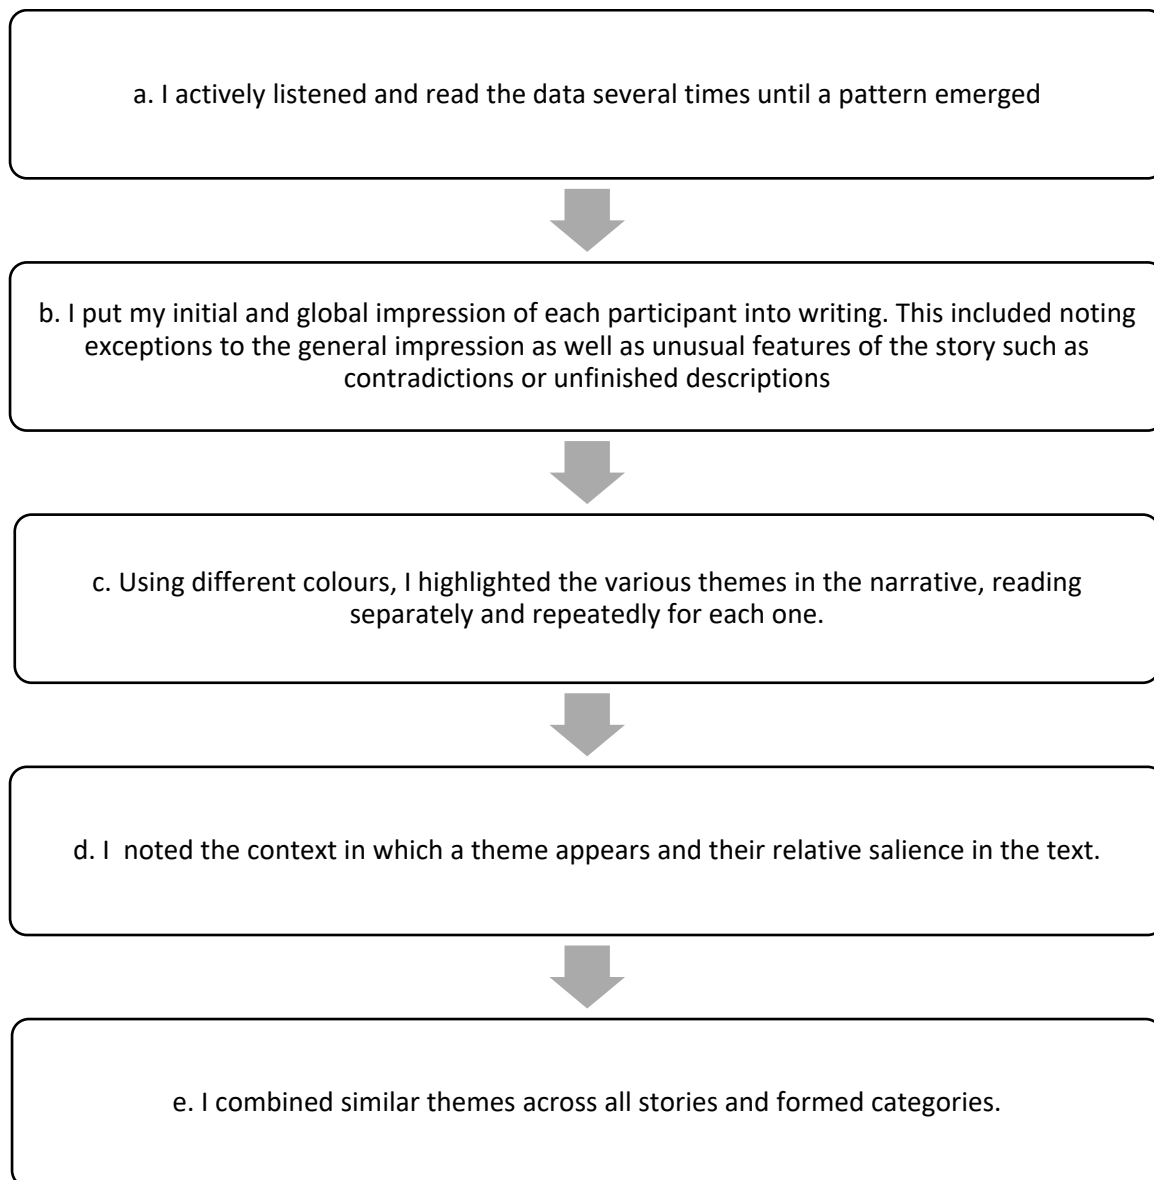 a. I actively listened and read the data several times until a pattern emerged
b. I put my initial and global impression of each participant into writing. This included noting
exceptions to the general impression as well as unusual features of the story such as
contradictions or unfinished descriptions
c. Using different colours, I highlighted the various themes in the narrative, reading
separately and repeatedly for each one.
d. I  noted the context in which a theme appears and their relative salience in the text.
e. I combined similar themes across all stories and formed categories.